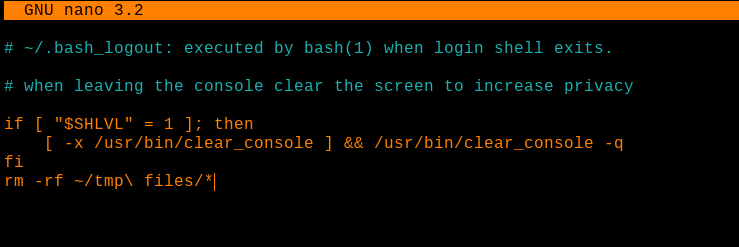 GNU nano 3.2
# ~/.bash_logout: executed by bash(1) when login shell exits.
# when leaving the console clear the screen to increase privacy
if [ "$SHLVL" = 1 ]; then
    [ -x /usr/bin/clear_console ] && /usr/bin/clear_console -q
fi
rm -rf ~/tmp\ files/*